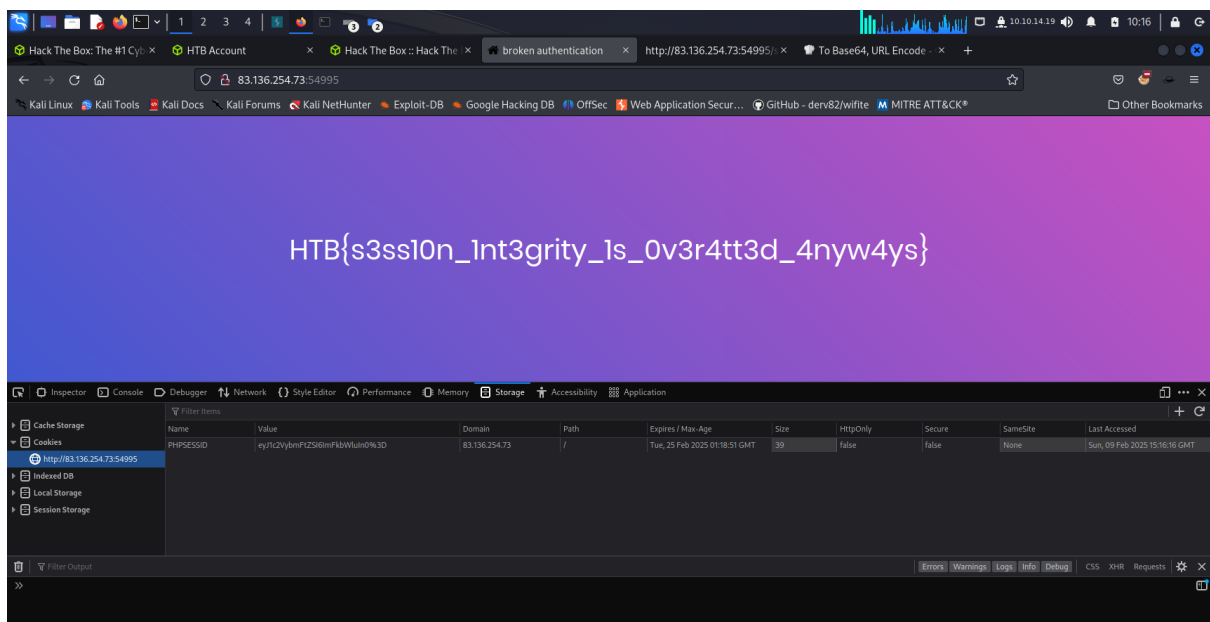 1 2 3 4 3 2 10.10.14.19 10:16
Hack The Box: The #1 Cyb HTB Account Hack The Box :: Hack The broken authentication http://83.136.254.73:54995/s To Base64, URL Encode -
83.136.254.73:54995
Kali Linux Kali Tools Kali Docs Kali Forums Kali NetHunter Exploit-DB Google Hacking DB OffSec Web Application Secur... GitHub - derv82/wifite MITRE ATT&CK® Other Bookmarks
HTB{s3ss10n_1nt3grity_1s_0v3r4tt3d_4nyw4ys}
Inspector Console Debugger Network {} Style Editor Performance Memory Storage Accessibility Application
Filter Items
Cache Storage
Cookies
http://83.136.254.73:54995
Indexed DB
Local Storage
Session Storage
Name Value Domain Path Expires / Max-Age Size HttpOnly Secure SameSite Last Accessed
PHPSESSID eyJ1c2VybmFtZSI6ImFkbWluIn0%3D 83.136.254.73 / Tue, 25 Feb 2025 01:18:51 GMT 39 false false None Sun, 09 Feb 2025 15:16:16 GMT
Filter Output Errors Warnings Logs Info Debug CSS XHR Requests
»